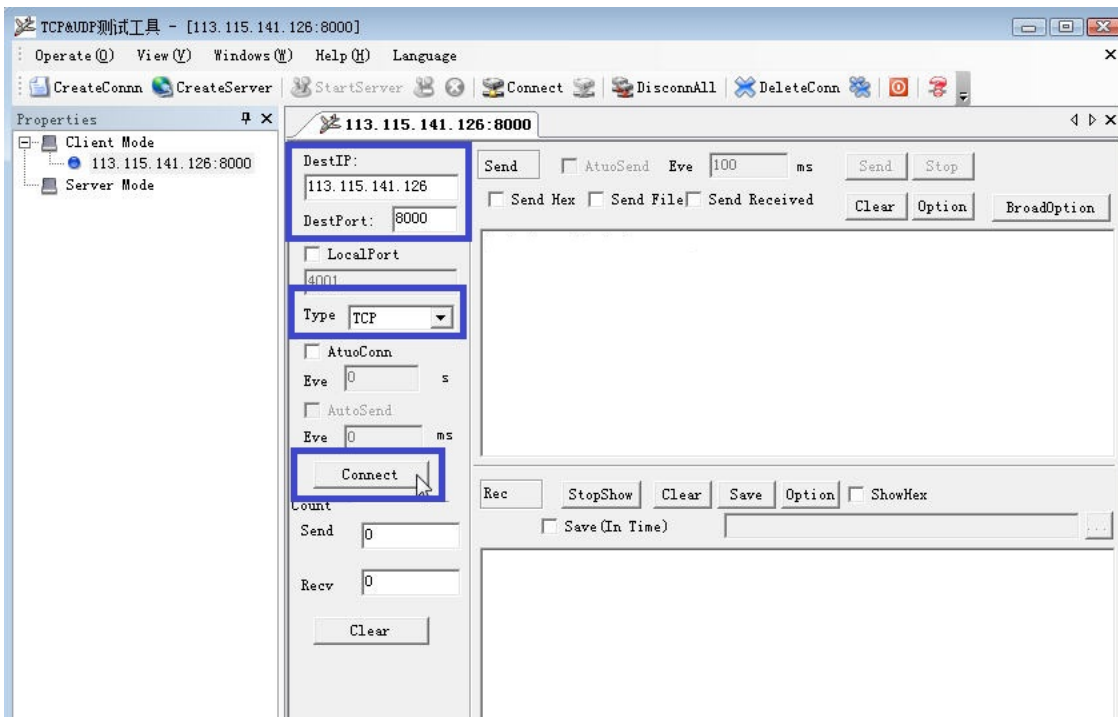 TCP&UDP测试工具 - [113.115.141.126:8000]
Operate(O) View(V) Windows(W) Help(H) Language
CreateConnn CreateServer StartServer Connect DisconnAll DeleteConn
Properties
113.115.141.126:8000
Client Mode
113.115.141.126:8000
Server Mode
DestIP:
113.115.141.126
DestPort: 8000
LocalPort
4001
Type TCP
AtuoConn
Eve 0 s
AutoSend
Eve 0 ms
Connect
Count
Send 0
Recv 0
Clear
Send AtuoSend Eve 100 ms Send Stop
Send Hex Send File Send Received Clear Option BroadOption
Rec StopShow Clear Save Option ShowHex
Save(In Time) ...